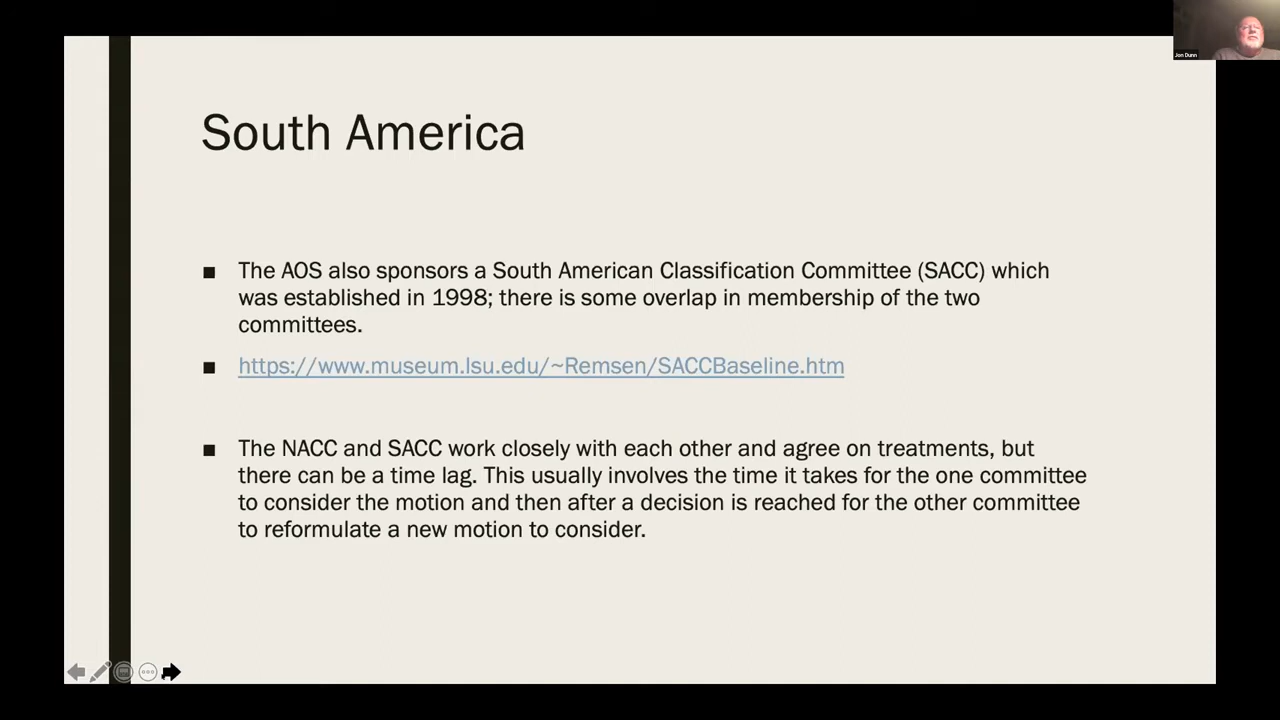 Jon Dunn
South America
■ The AOS also sponsors a South American Classification Committee (SACC) which
was established in 1998; there is some overlap in membership of the two
committees.
■ https://www.museum.lsu.edu/~Remsen/SACCBaseline.htm
■ The NACC and SACC work closely with each other and agree on treatments, but
there can be a time lag. This usually involves the time it takes for the one committee
to consider the motion and then after a decision is reached for the other committee
to reformulate a new motion to consider.